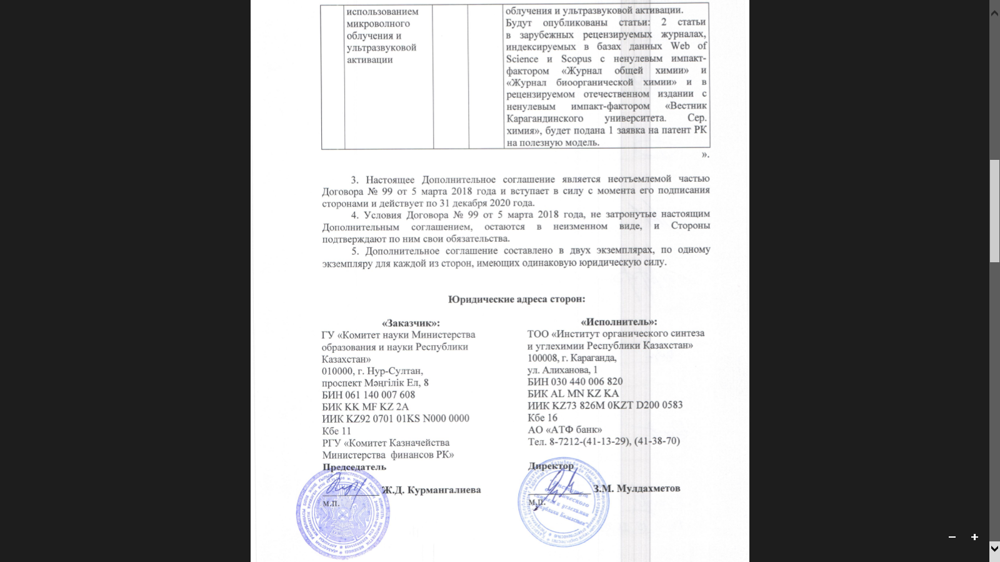 использованием
микроволного
облучения и
ультразвуковой
активации
облучения и ультразвуковой активации.
Будут опубликованы статьи: 2 статьи
в зарубежных рецензируемых журналах,
индексируемых в базах данных Web of
Science и Scopus с ненулевым импакт-
фактором «Журнал общей химии» и
«Журнал биоорганической химии» и в
рецензируемом отечественном издании с
ненулевым импакт-фактором «Вестник
Карагандинского университета. Сер.
химия», будет подана 1 заявка на патент РК
на полезную модель.
».
3. Настоящее Дополнительное соглашение является неотъемлемой частью
Договора № 99 от 5 марта 2018 года и вступает в силу с момента его подписания
сторонами и действует по 31 декабря 2020 года.
4. Условия Договора № 99 от 5 марта 2018 года, не затронутые настоящим
Дополнительным соглашением, остаются в неизменном виде, и Стороны
подтверждают по ним свои обязательства.
5. Дополнительное соглашение составлено в двух экземплярах, по одному
экземпляру для каждой из сторон, имеющих одинаковую юридическую силу.
Юридические адреса сторон:
«Заказчик»:
ГУ «Комитет науки Министерства
образования и науки Республики
Казахстан»
010000, г. Нур-Султан,
проспект Мәңгілік Ел, 8
БИН 061 140 007 608
БИК KK MF KZ 2A
ИИК KZ92 0701 01KS N000 0000
Кбе 11
РГУ «Комитет Казначейства
Министерства финансов РК»
Председатель
Ж.Д. Курмангалиева
м.п.
«Исполнитель»:
ТОО «Институт органического синтеза
и углехимии Республики Казахстан»
100008, г. Караганда,
ул. Алиханова, 1
БИН 030 440 006 820
БИК AL MN KZ KA
ИИК KZ73 826M 0KZT D200 0583
Кбе 16
АО «АТФ банк»
Тел. 8-7212-(41-13-29), (41-38-70)
Директор
З.М. Мулдахметов
м.п.